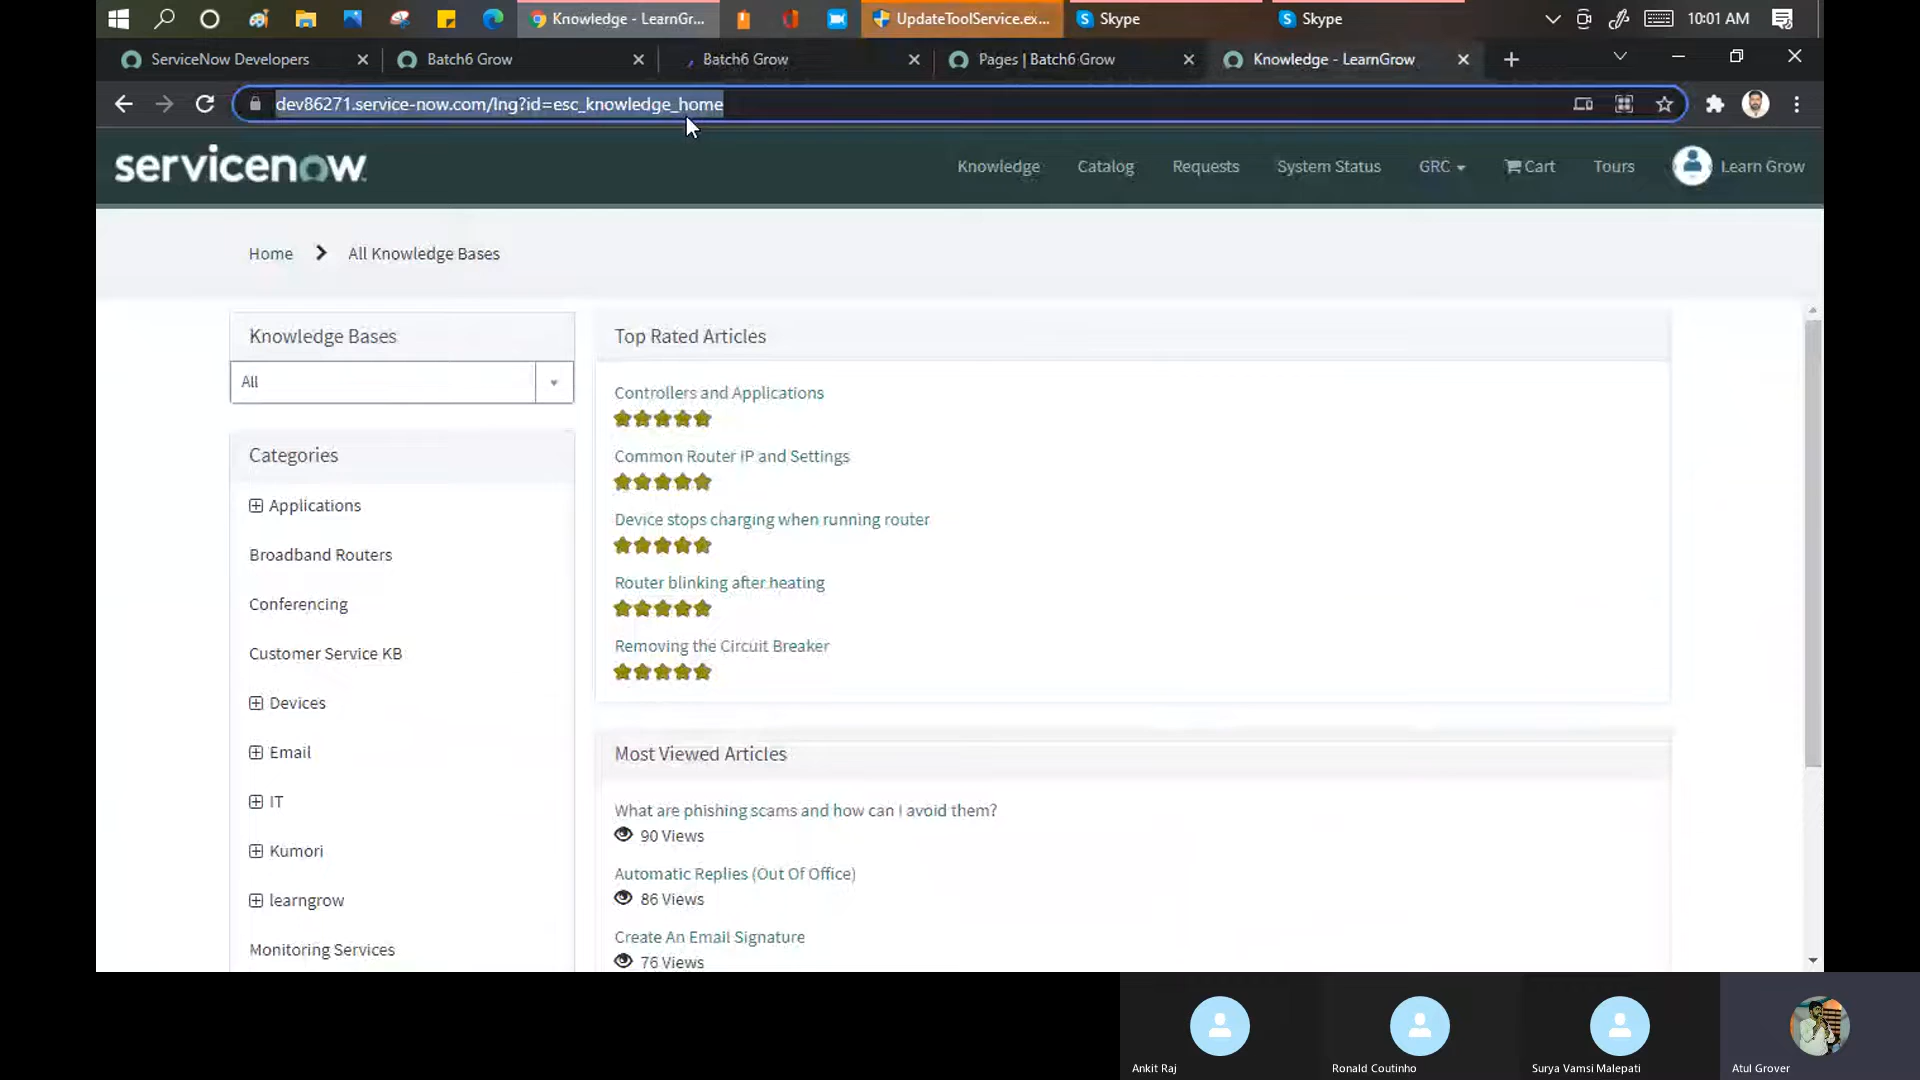 Knowledge - LearnGr...
UpdateToolService.ex...
Skype
Skype
10:01 AM
ServiceNow Developers
Batch6 Grow
Batch6 Grow
Pages | Batch6 Grow
Knowledge - LearnGrow
dev86271.service-now.com/lng?id=esc_knowledge_home
servicenow
Knowledge
Catalog
Requests
System Status
GRC
Cart
Tours
Learn Grow
Home
All Knowledge Bases
Knowledge Bases
All
Categories
Applications
Broadband Routers
Conferencing
Customer Service KB
Devices
Email
IT
Kumori
learngrow
Monitoring Services
Top Rated Articles
Controllers and Applications
Common Router IP and Settings
Device stops charging when running router
Router blinking after heating
Removing the Circuit Breaker
Most Viewed Articles
What are phishing scams and how can I avoid them?
90 Views
Automatic Replies (Out Of Office)
86 Views
Create An Email Signature
76 Views
Ankit Raj
Ronald Coutinho
Surya Vamsi Malepati
Atul Grover